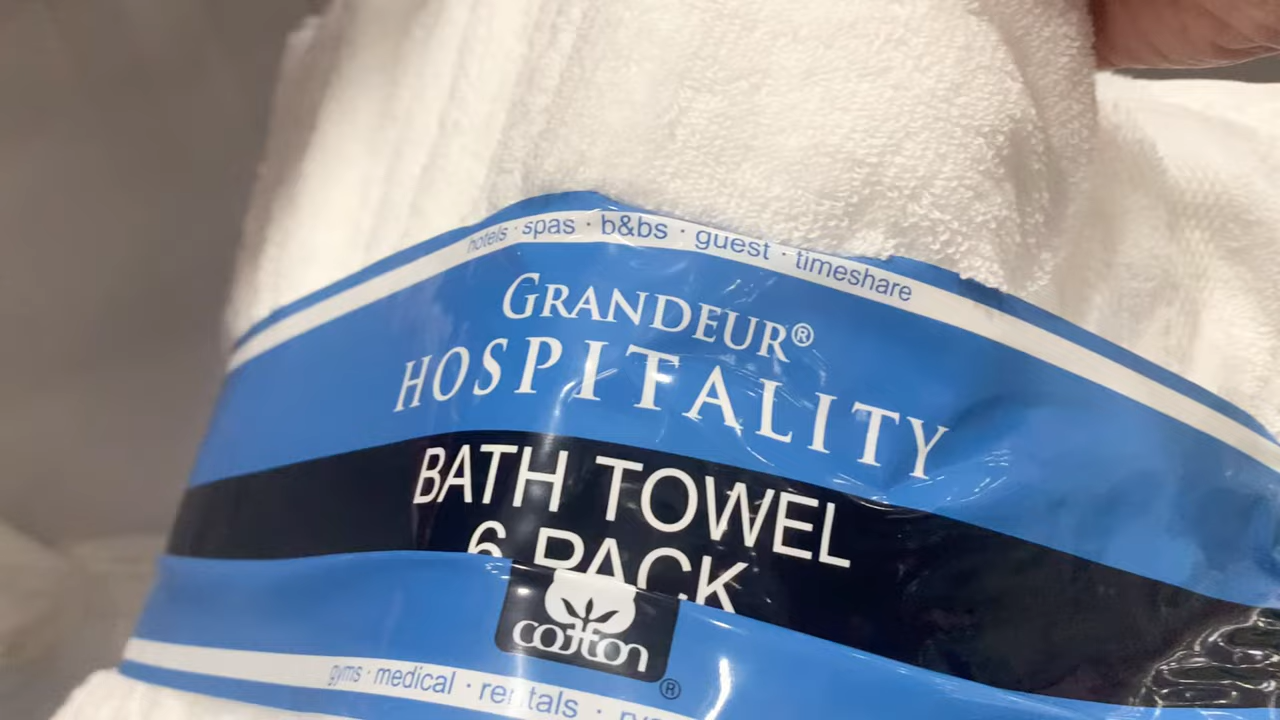 hotels · spas · b&bs · guest · timeshare
GRANDEUR®
HOSPITALITY
BATH TOWEL
6 PACK
cotton
®
gyms · medical · rentals ·